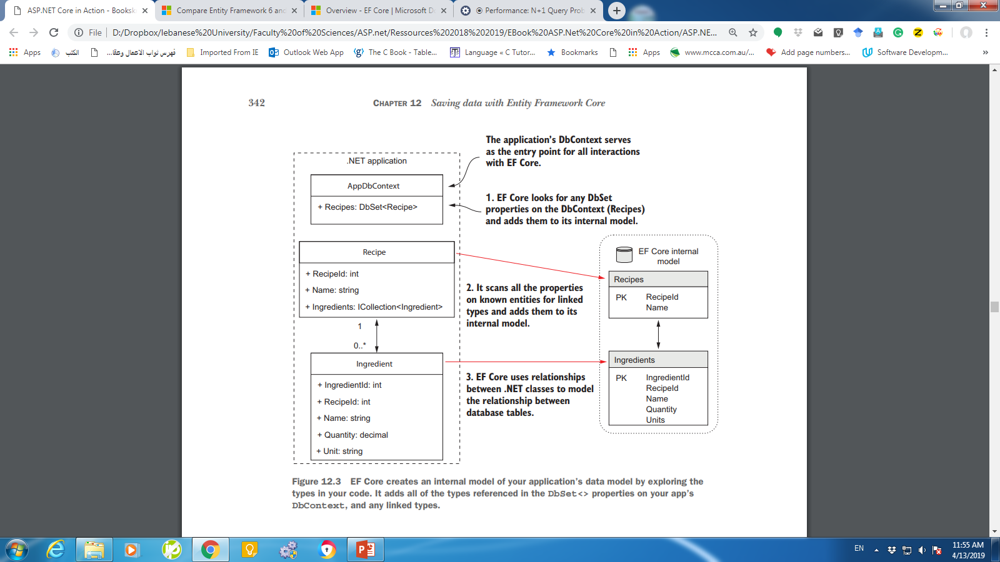 ASP.NET Core in Action - Booksk
Compare Entity Framework 6 and
Overview - EF Core | Microsoft D
Performance: N+1 Query Prob
File
D:/Dropbox/lebanese%20University/Faculty%20of%20Sciences/ASP.net/Ressources%202018%202019/EBook%20ASP.Net%20Core%20in%20Action/ASP.NE...
Apps
الكتب
فهرس ثواب الاعمال وعقا...
Imported From IE
Outlook Web App
The C Book - Table...
Language « C Tutor...
Bookmarks
Apps
www.mcca.com.au/...
Add page numbers...
Software Developm...
»
342
CHAPTER 12 Saving data with Entity Framework Core
The application's DbContext serves
as the entry point for all interactions
with EF Core.
.NET application
AppDbContext
+ Recipes: DbSet<Recipe>
1. EF Core looks for any DbSet
properties on the DbContext (Recipes)
and adds them to its internal model.
Recipe
+ RecipeId: int
+ Name: string
+ Ingredients: ICollection<Ingredient>
1
0..*
Ingredient
+ IngredientId: int
+ RecipeId: int
+ Name: string
+ Quantity: decimal
+ Unit: string
2. It scans all the properties
on known entities for linked
types and adds them to its
internal model.
3. EF Core uses relationships
between .NET classes to model
the relationship between
database tables.
EF Core internal
model
Recipes
PK RecipeId
Name
Ingredients
PK IngredientId
RecipeId
Name
Quantity
Units
Figure 12.3 EF Core creates an internal model of your application's data model by exploring the
types in your code. It adds all of the types referenced in the DbSet<> properties on your app's
DbContext, and any linked types.
EN
11:55 AM
4/13/2019